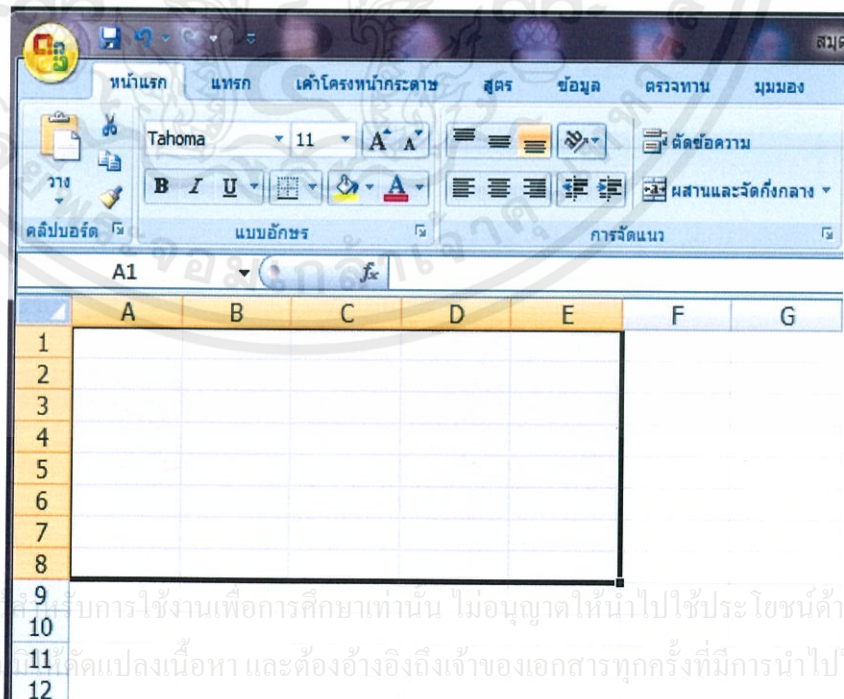 สมุด
หน้าแรก แทรก เค้าโครงหน้ากระดาษ สูตร ข้อมูล ตรวจทาน มุมมอง
Tahoma 11 A A ตัดข้อความ
วาง B I U A ผสานและจัดกึ่งกลาง
คลิปบอร์ด แบบอักษร การจัดแนว
A1 fx
A B C D E F G
1
2
3
4
5
6
7
8
9
บการใช้งานเพื่อการศึกษาเท่านั้น ไม่อนุญาตให้นำไปใช้ประโยชน์ด้า
10
11
ดัดแปลงเนื้อหา และต้องอ้างอิงถึงเจ้าของเอกสารทุกครั้งที่มีการนำไป
12